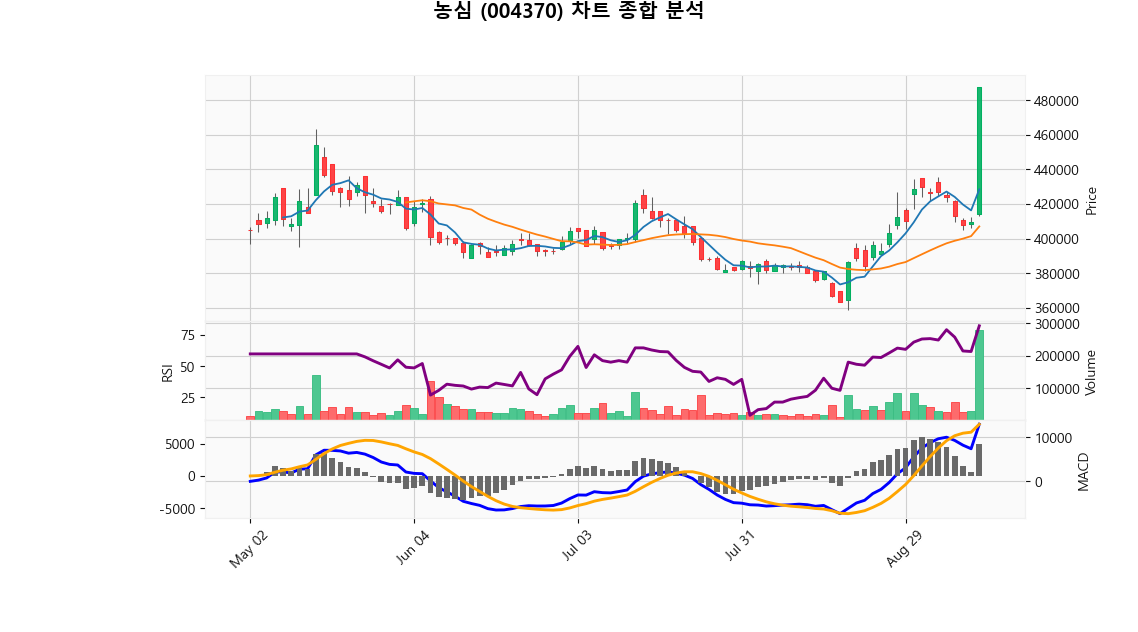 농심 (004370) 차트 종합 분석
480000
460000
440000
420000
400000
380000
360000
Price
75
50
25
RSI
300000
200000
100000
Volume
5000
0
-5000
10000
0
MACD
May 02
Jun 04
Jul 03
Jul 31
Aug 29